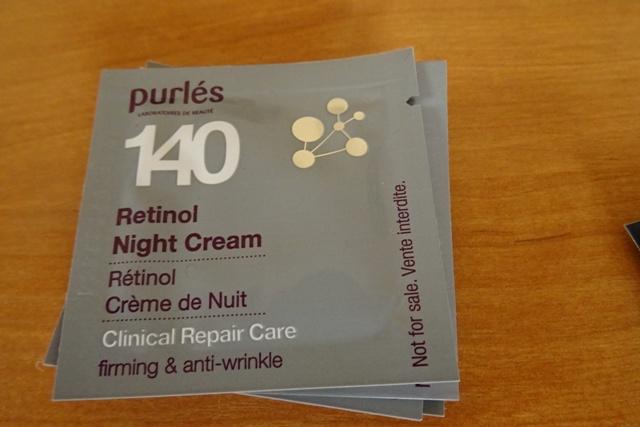 purlés
LABORATOIRES DE BEAUTÉ
140
Retinol
Night Cream
Rétinol
Crème de Nuit
Clinical Repair Care
firming & anti-wrinkle
Not for sale. Vente interdite.